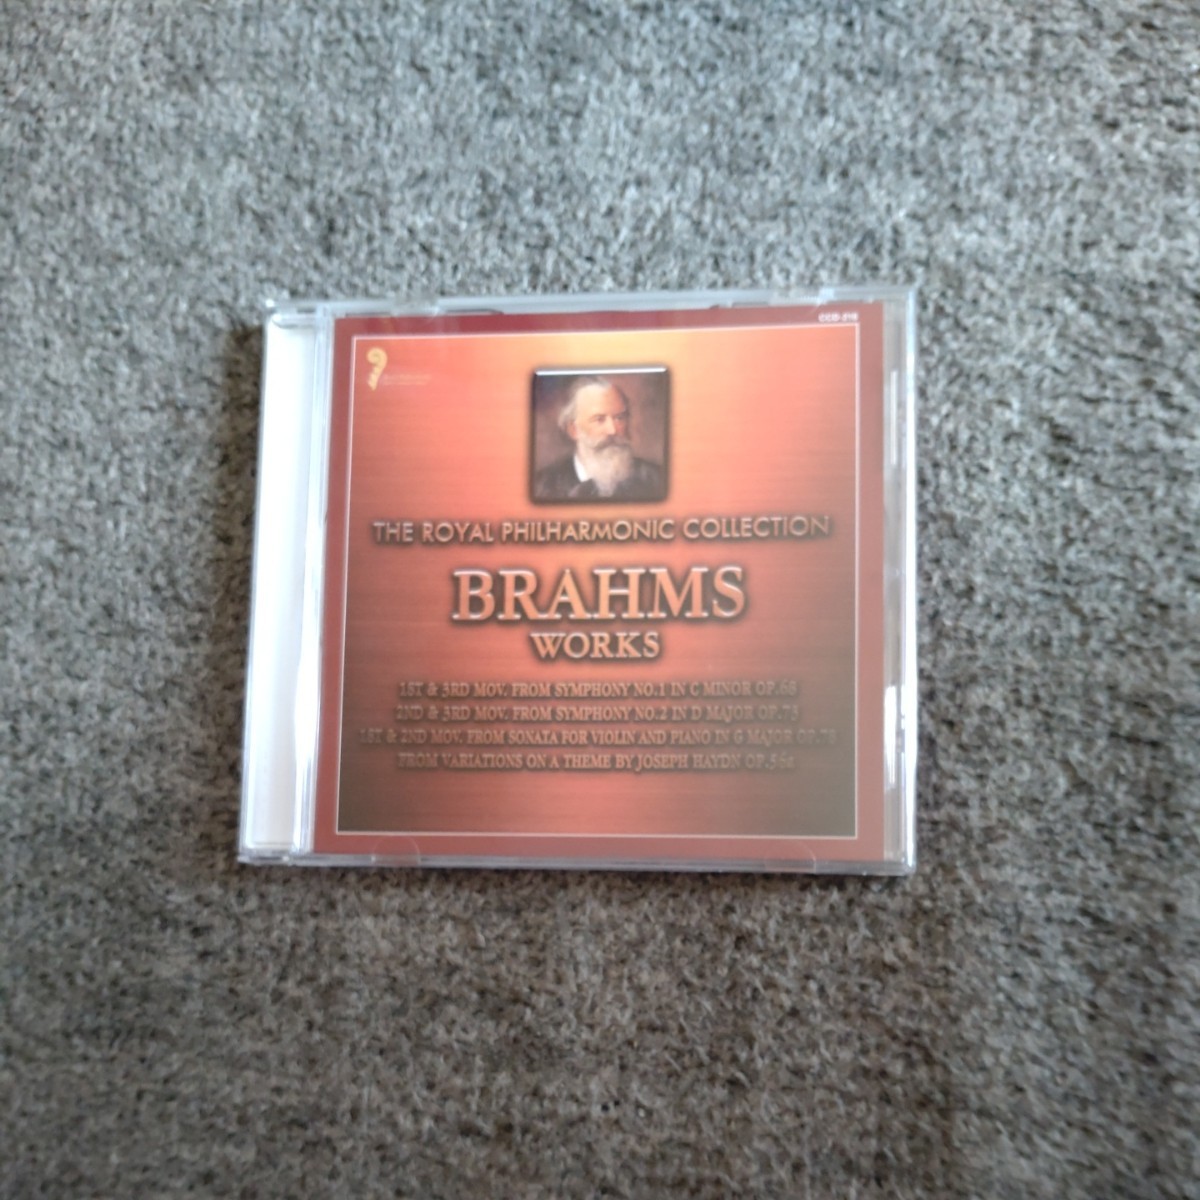 CCD-216
THE ROYAL PHILHARMONIC COLLECTION
BRAHMS
WORKS
1ST & 3RD MOV. FROM SYMPHONY NO.1 IN C MINOR OP.68
2ND & 3RD MOV. FROM SYMPHONY NO.2 IN D MAJOR OP.73
1ST & 2ND MOV. FROM SONATA FOR VIOLIN AND PIANO IN G MAJOR OP.78
FROM VARIATIONS ON A THEME BY JOSEPH HAYDN OP.56a